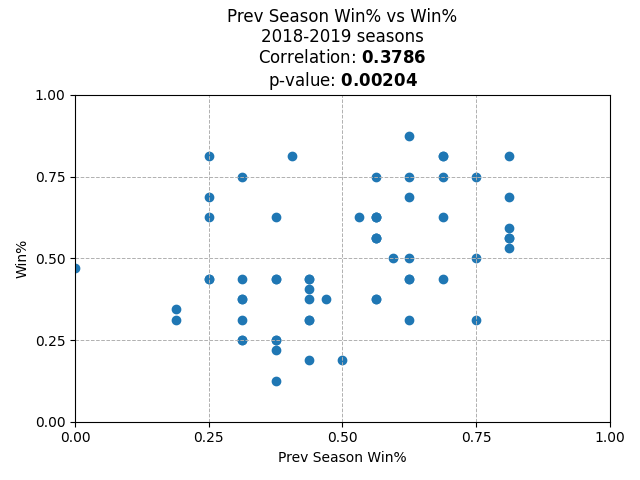 Prev Season Win% vs Win%
2018-2019 seasons
Correlation: 0.3786
p-value: 0.00204
1.00
0.75
0.50
0.25
0.00
Win%
0.00 0.25 0.50 0.75 1.00
Prev Season Win%